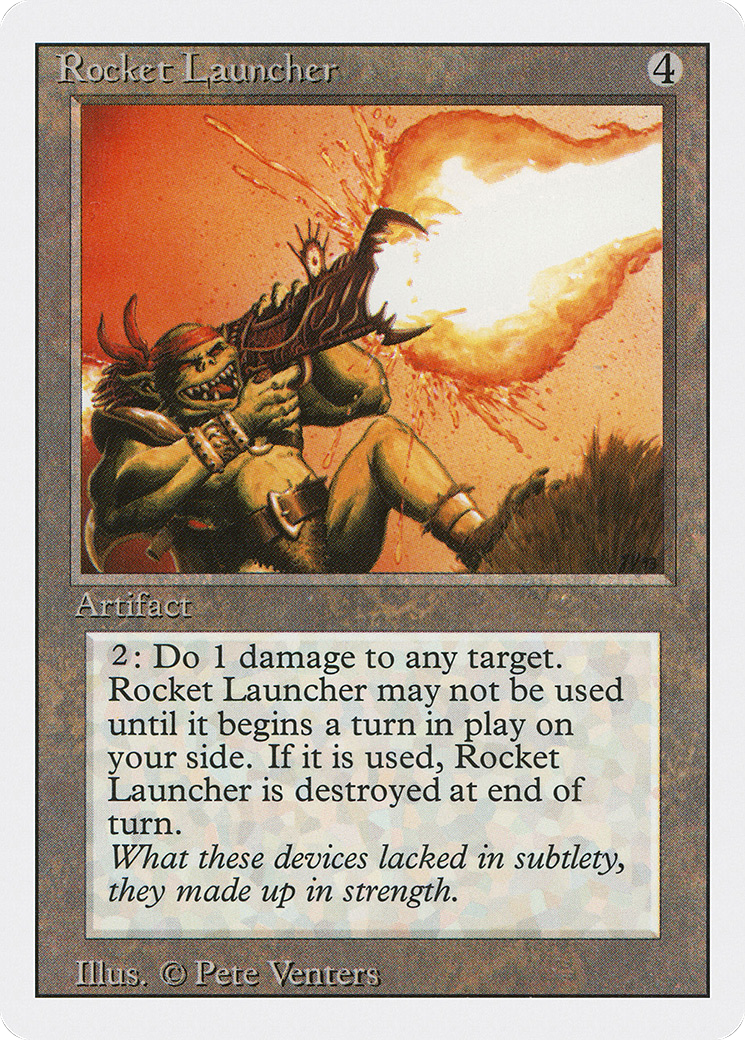 Rocket Launcher 4
Artifact
2: Do 1 damage to any target.
Rocket Launcher may not be used
until it begins a turn in play on
your side. If it is used, Rocket
Launcher is destroyed at end of
turn.
What these devices lacked in subtlety,
they made up in strength.
Illus. © Pete Venters